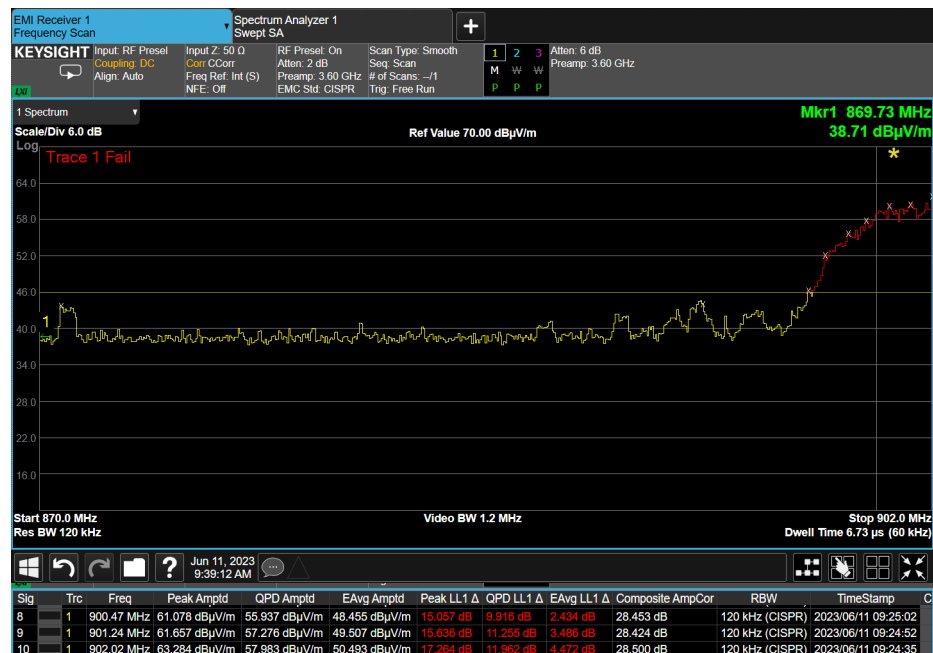 EMI Receiver 1
Frequency Scan
Spectrum Analyzer 1
Swept SA
+
KEYSIGHT
Input: RF Presel
Coupling: DC
Align: Auto
Input Z: 50 Ω
Corr CCorr
Freq Ref: Int (S)
NFE: Off
RF Presel: On
Atten: 2 dB
Preamp: 3.60 GHz
EMC Std: CISPR
Scan Type: Smooth
Seq: Scan
# of Scans: --/1
Trig: Free Run
1 2 3
M W W
P P P
Atten: 6 dB
Preamp: 3.60 GHz
LXI
1 Spectrum
Scale/Div 6.0 dB
Ref Value 70.00 dBµV/m
Mkr1 869.73 MHz
38.71 dBµV/m
Log
Trace 1 Fail
64.0
58.0
52.0
46.0
40.0
34.0
28.0
22.0
16.0
1
Start 870.0 MHz
Res BW 120 kHz
Video BW 1.2 MHz
Stop 902.0 MHz
Dwell Time 6.73 µs (60 kHz)
?
Jun 11, 2023
9:39:12 AM
Sig Trc Freq Peak Amptd QPD Amptd EAvg Amptd Peak LL1 Δ QPD LL1 Δ EAvg LL1 Δ Composite AmpCor RBW TimeStamp C
8 1 900.47 MHz 61.078 dBµV/m 55.937 dBµV/m 48.455 dBµV/m 15.057 dB 9.916 dB 2.434 dB 28.453 dB 120 kHz (CISPR) 2023/06/11 09:25:02
9 1 901.24 MHz 61.657 dBµV/m 57.276 dBµV/m 49.507 dBµV/m 15.636 dB 11.255 dB 3.486 dB 28.424 dB 120 kHz (CISPR) 2023/06/11 09:24:52
10 1 902.02 MHz 63.284 dBµV/m 57.983 dBµV/m 50.493 dBµV/m 17.264 dB 11.962 dB 4.472 dB 28.500 dB 120 kHz (CISPR) 2023/06/11 09:24:35